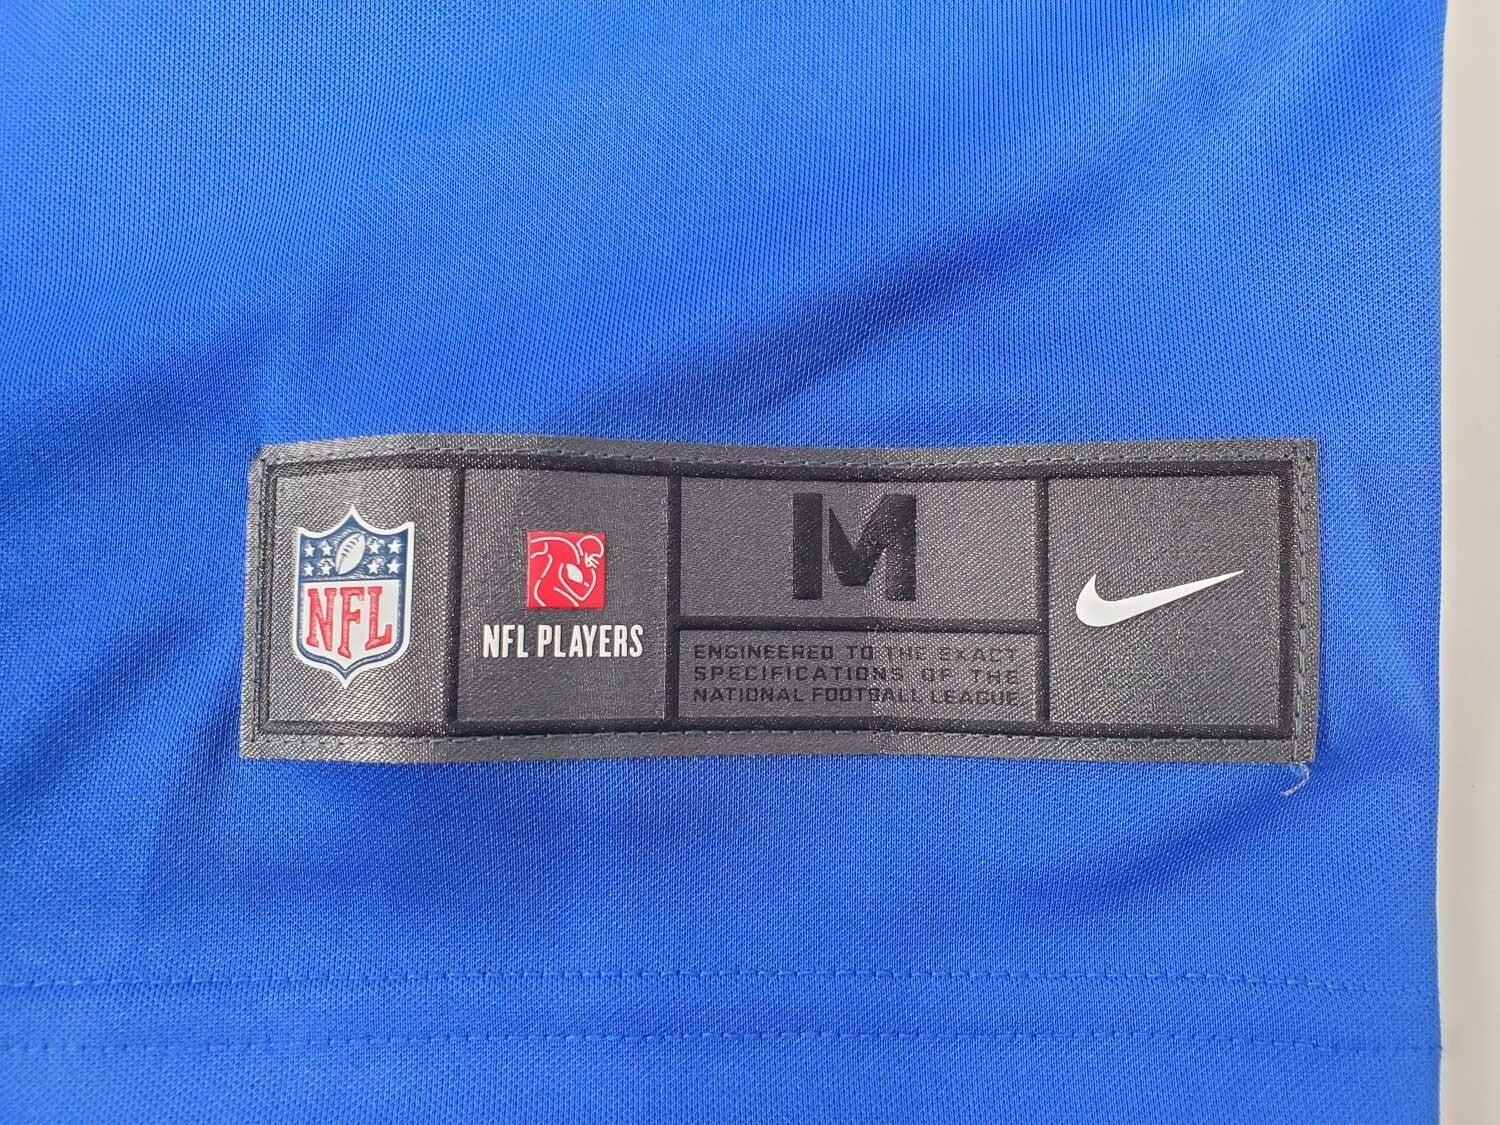 NFL
NFL PLAYERS
M
ENGINEERED TO THE EXACT
SPECIFICATIONS OF THE
NATIONAL FOOTBALL LEAGUE